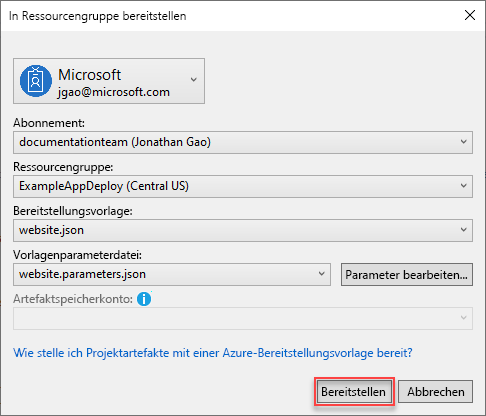 In Ressourcengruppe bereitstellen
Microsoft
jgao@microsoft.com
Abonnement:
documentationteam (Jonathan Gao)
Ressourcengruppe:
ExampleAppDeploy (Central US)
Bereitstellungsvorlage:
website.json
Vorlagenparameterdatei:
website.parameters.json
Parameter bearbeiten...
Artefaktspeicherkonto:
Wie stelle ich Projektartefakte mit einer Azure-Bereitstellungsvorlage bereit?
Bereitstellen
Abbrechen